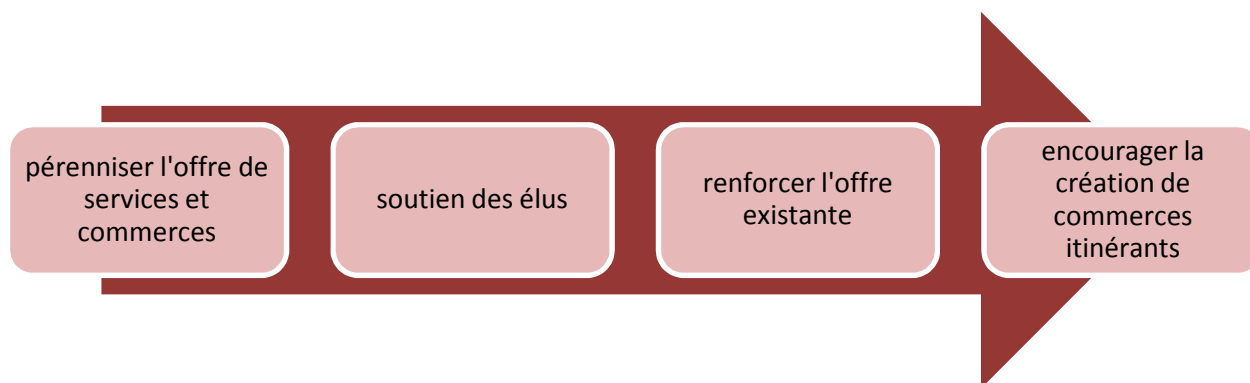 pérenniser l'offre de
services et
commerces
soutien des élus
renforcer l'offre
existante
encourager la
création de
commerces
itinérants